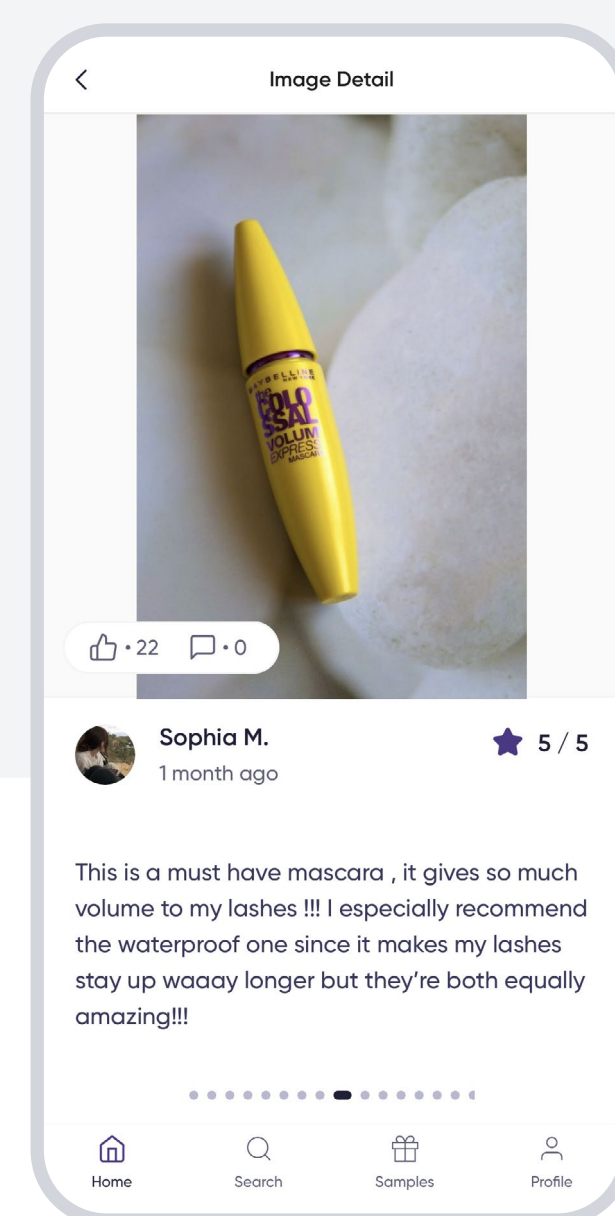 Image Detail
MAYBELLINE
NEW YORK
the
COLO
SSAL
VOLUM
EXPRESS
MASCARA
• 22 • 0
Sophia M.
5 / 5
1 month ago
This is a must have mascara , it gives so much
volume to my lashes !!! I especially recommend
the waterproof one since it makes my lashes
stay up waaay longer but they’re both equally
amazing!!!
Home Search Samples Profile